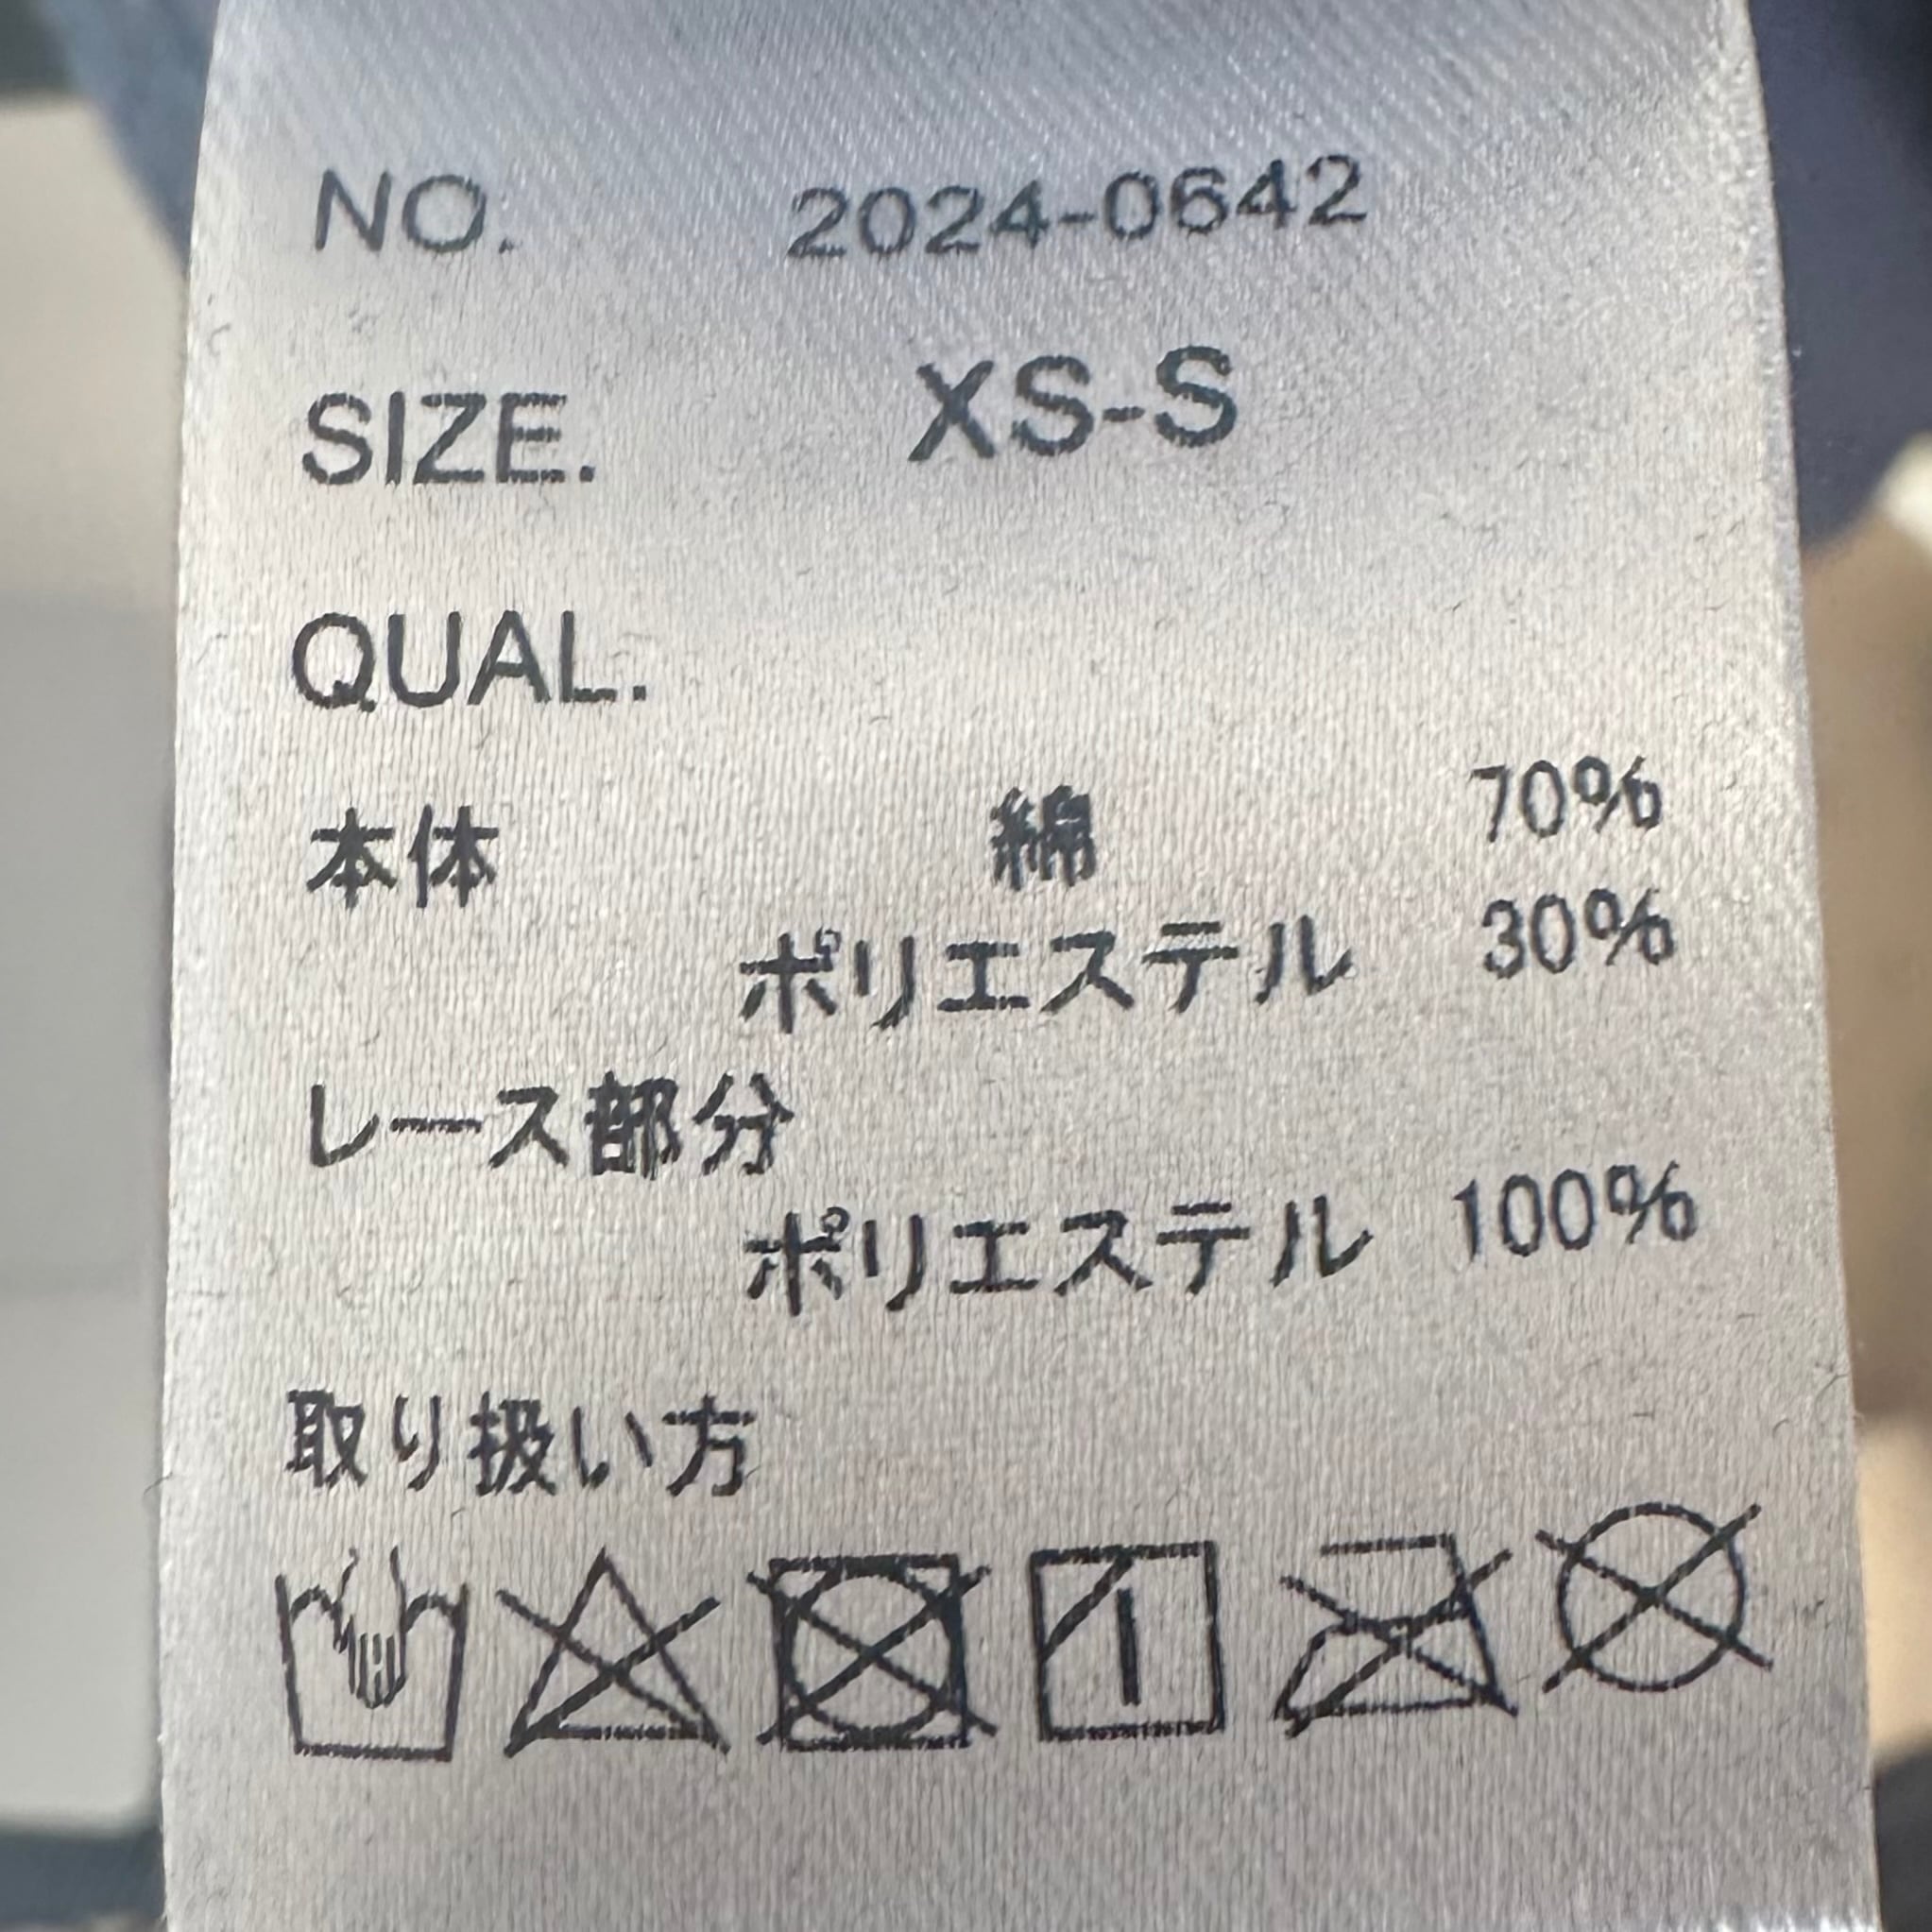 NO. 2024-0642
SIZE. XS-S
QUAL.
本体 綿 70%
ポリエステル 30%
レース部分
ポリエステル 100%
取り扱い方